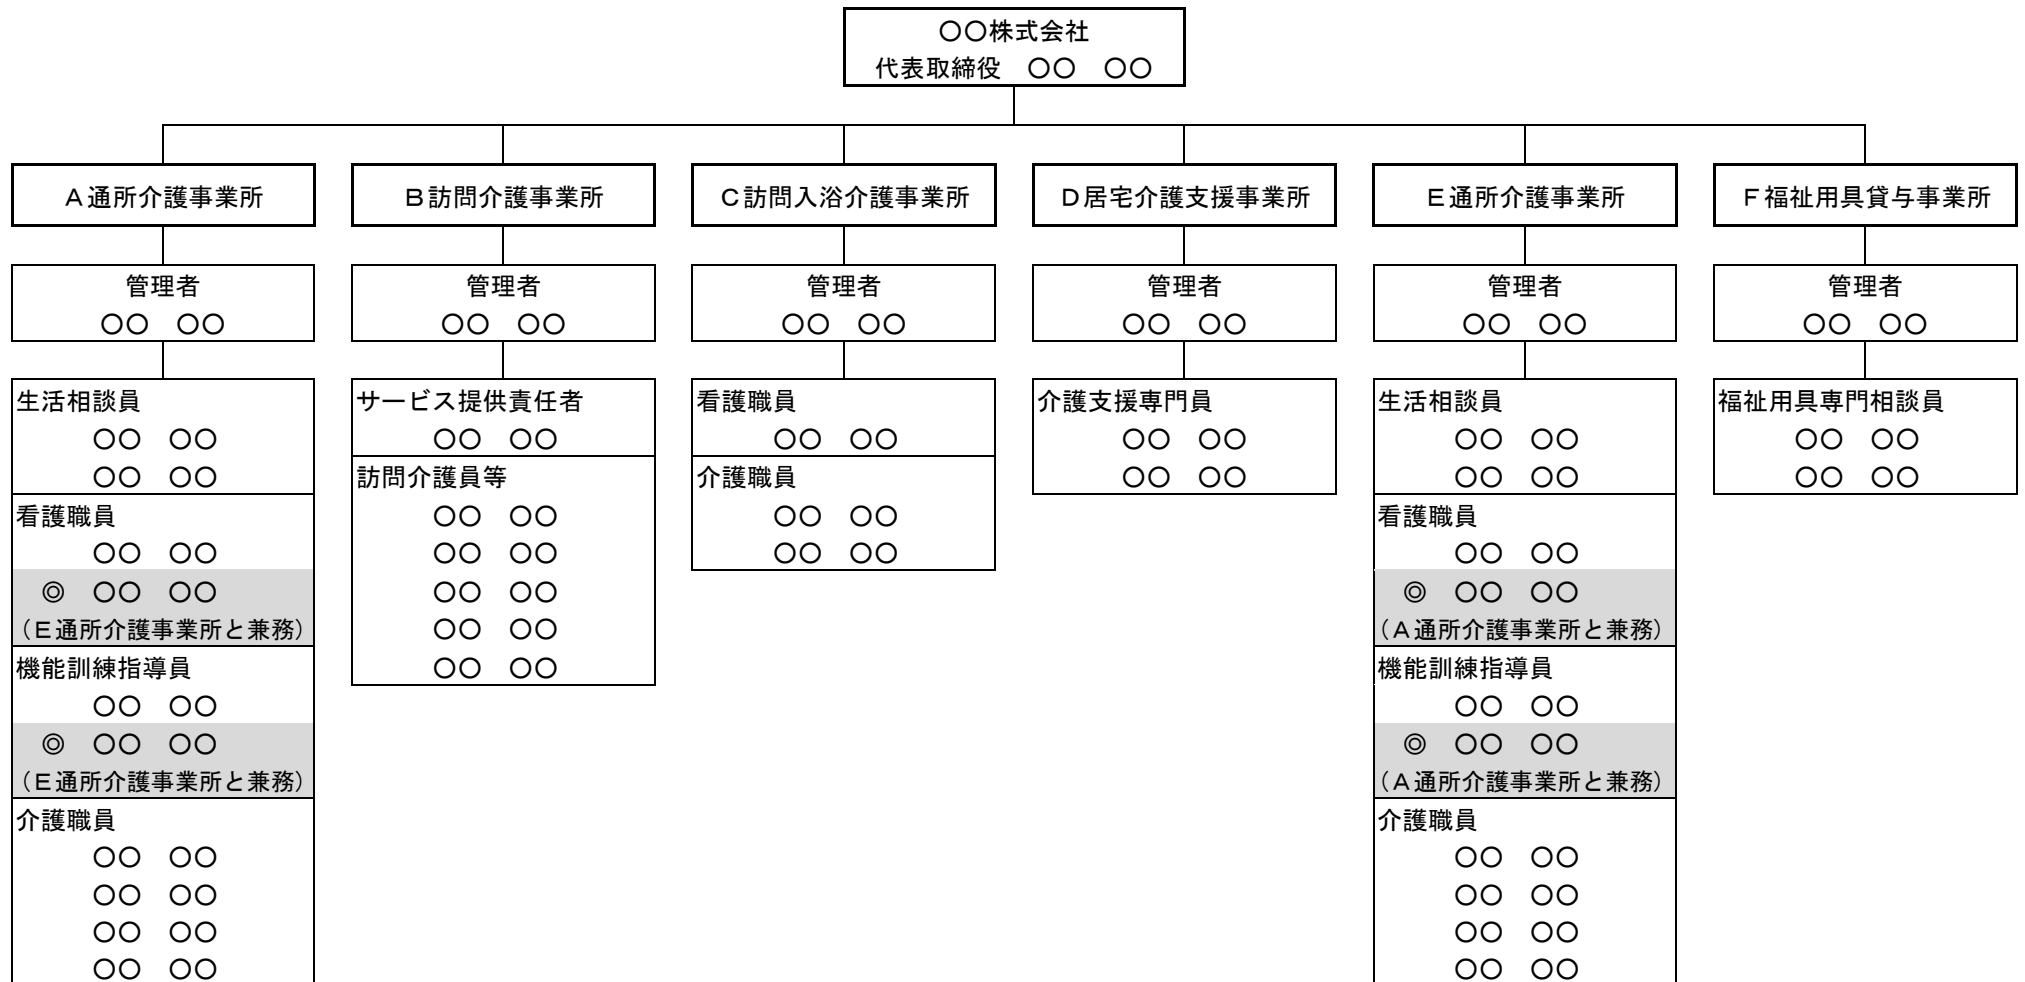 〇〇株式会社
代表取締役　〇〇　〇〇
Ａ通所介護事業所
管理者
〇〇　〇〇
生活相談員
〇〇　〇〇
〇〇　〇〇
看護職員
〇〇　〇〇
◎　〇〇　〇〇
（Ｅ通所介護事業所と兼務）
機能訓練指導員
〇〇　〇〇
◎　〇〇　〇〇
（Ｅ通所介護事業所と兼務）
介護職員
〇〇　〇〇
〇〇　〇〇
〇〇　〇〇
〇〇　〇〇
Ｂ訪問介護事業所
管理者
〇〇　〇〇
サービス提供責任者
〇〇　〇〇
訪問介護員等
〇〇　〇〇
〇〇　〇〇
〇〇　〇〇
〇〇　〇〇
〇〇　〇〇
Ｃ訪問入浴介護事業所
管理者
〇〇　〇〇
看護職員
〇〇　〇〇
介護職員
〇〇　〇〇
〇〇　〇〇
Ｄ居宅介護支援事業所
管理者
〇〇　〇〇
介護支援専門員
〇〇　〇〇
〇〇　〇〇
Ｅ通所介護事業所
管理者
〇〇　〇〇
生活相談員
〇〇　〇〇
〇〇　〇〇
看護職員
〇〇　〇〇
◎　〇〇　〇〇
（Ａ通所介護事業所と兼務）
機能訓練指導員
〇〇　〇〇
◎　〇〇　〇〇
（Ａ通所介護事業所と兼務）
介護職員
〇〇　〇〇
〇〇　〇〇
〇〇　〇〇
〇〇　〇〇
Ｆ福祉用具貸与事業所
管理者
〇〇　〇〇
福祉用具専門相談員
〇〇　〇〇
〇〇　〇〇